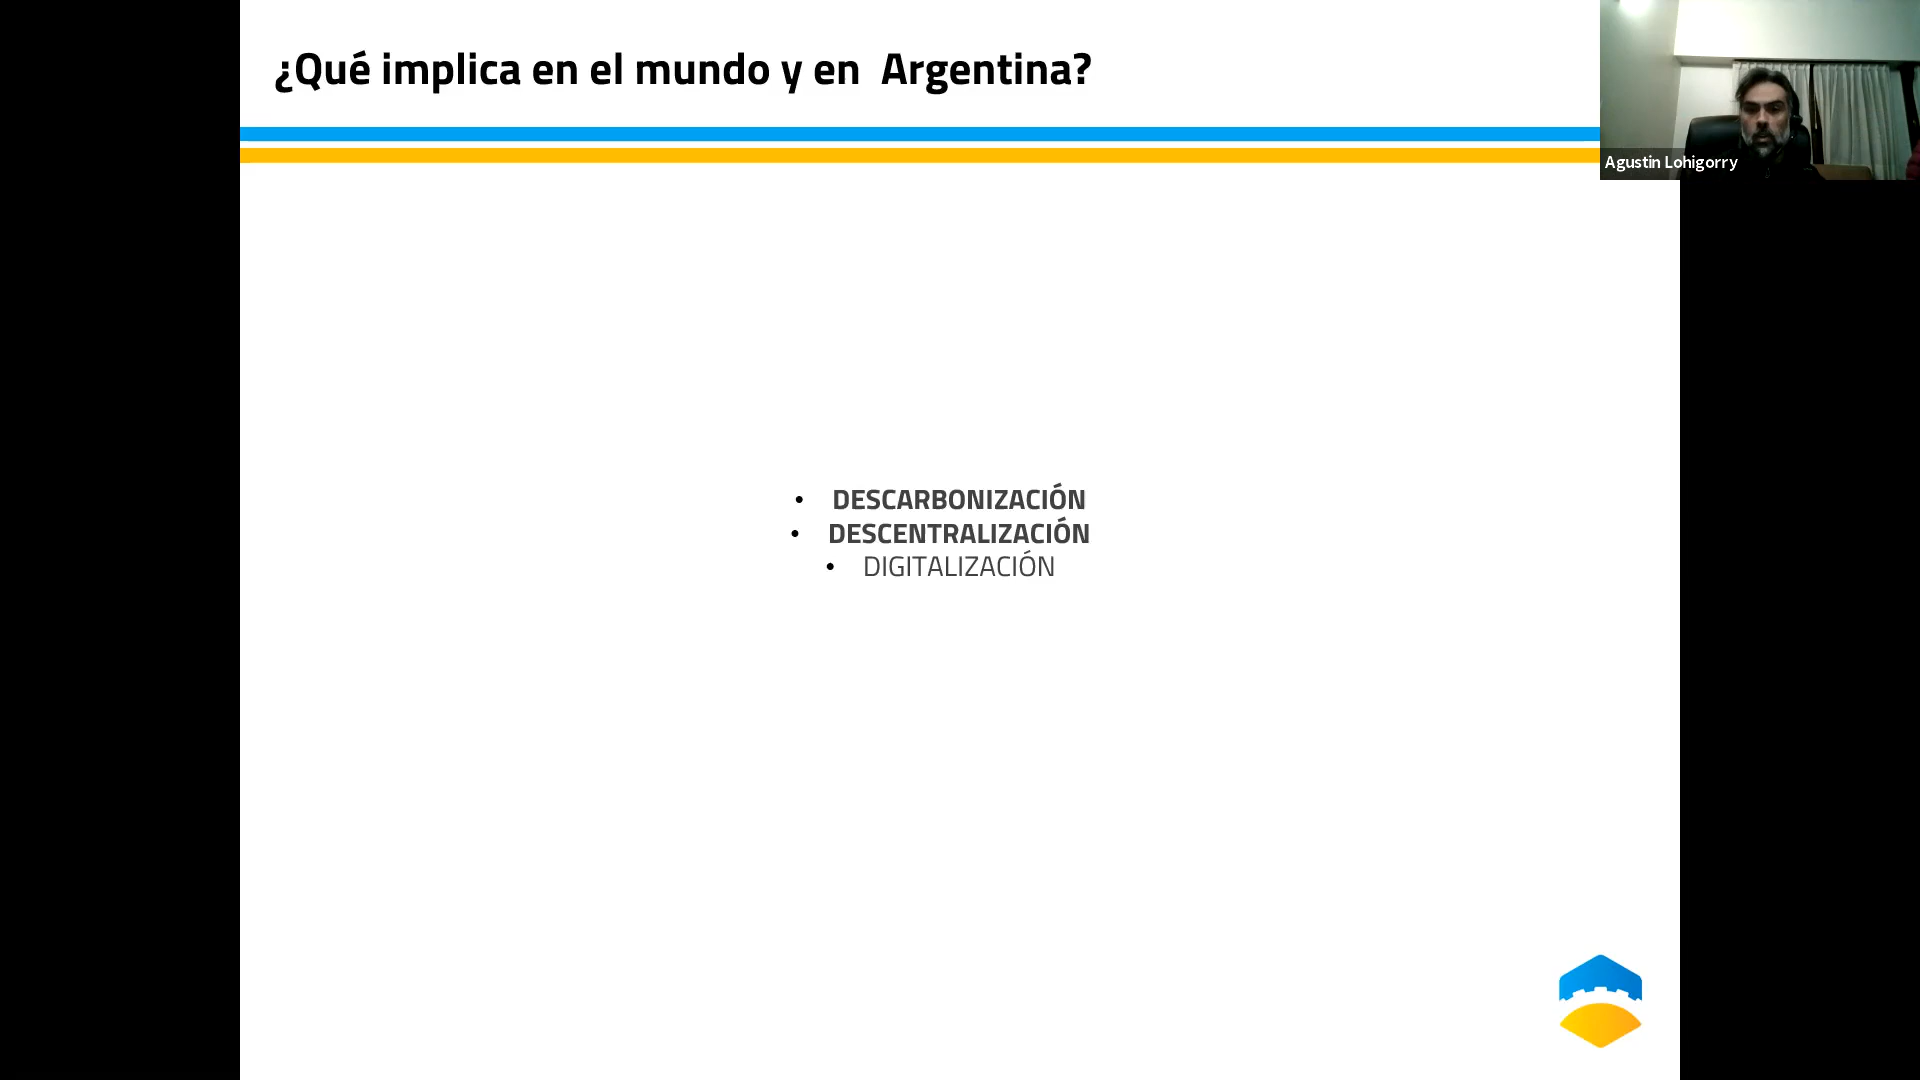 ¿Qué implica en el mundo y en  Argentina?
Agustin Lohigorry
• DESCARBONIZACIÓN
• DESCENTRALIZACIÓN
• DIGITALIZACIÓN